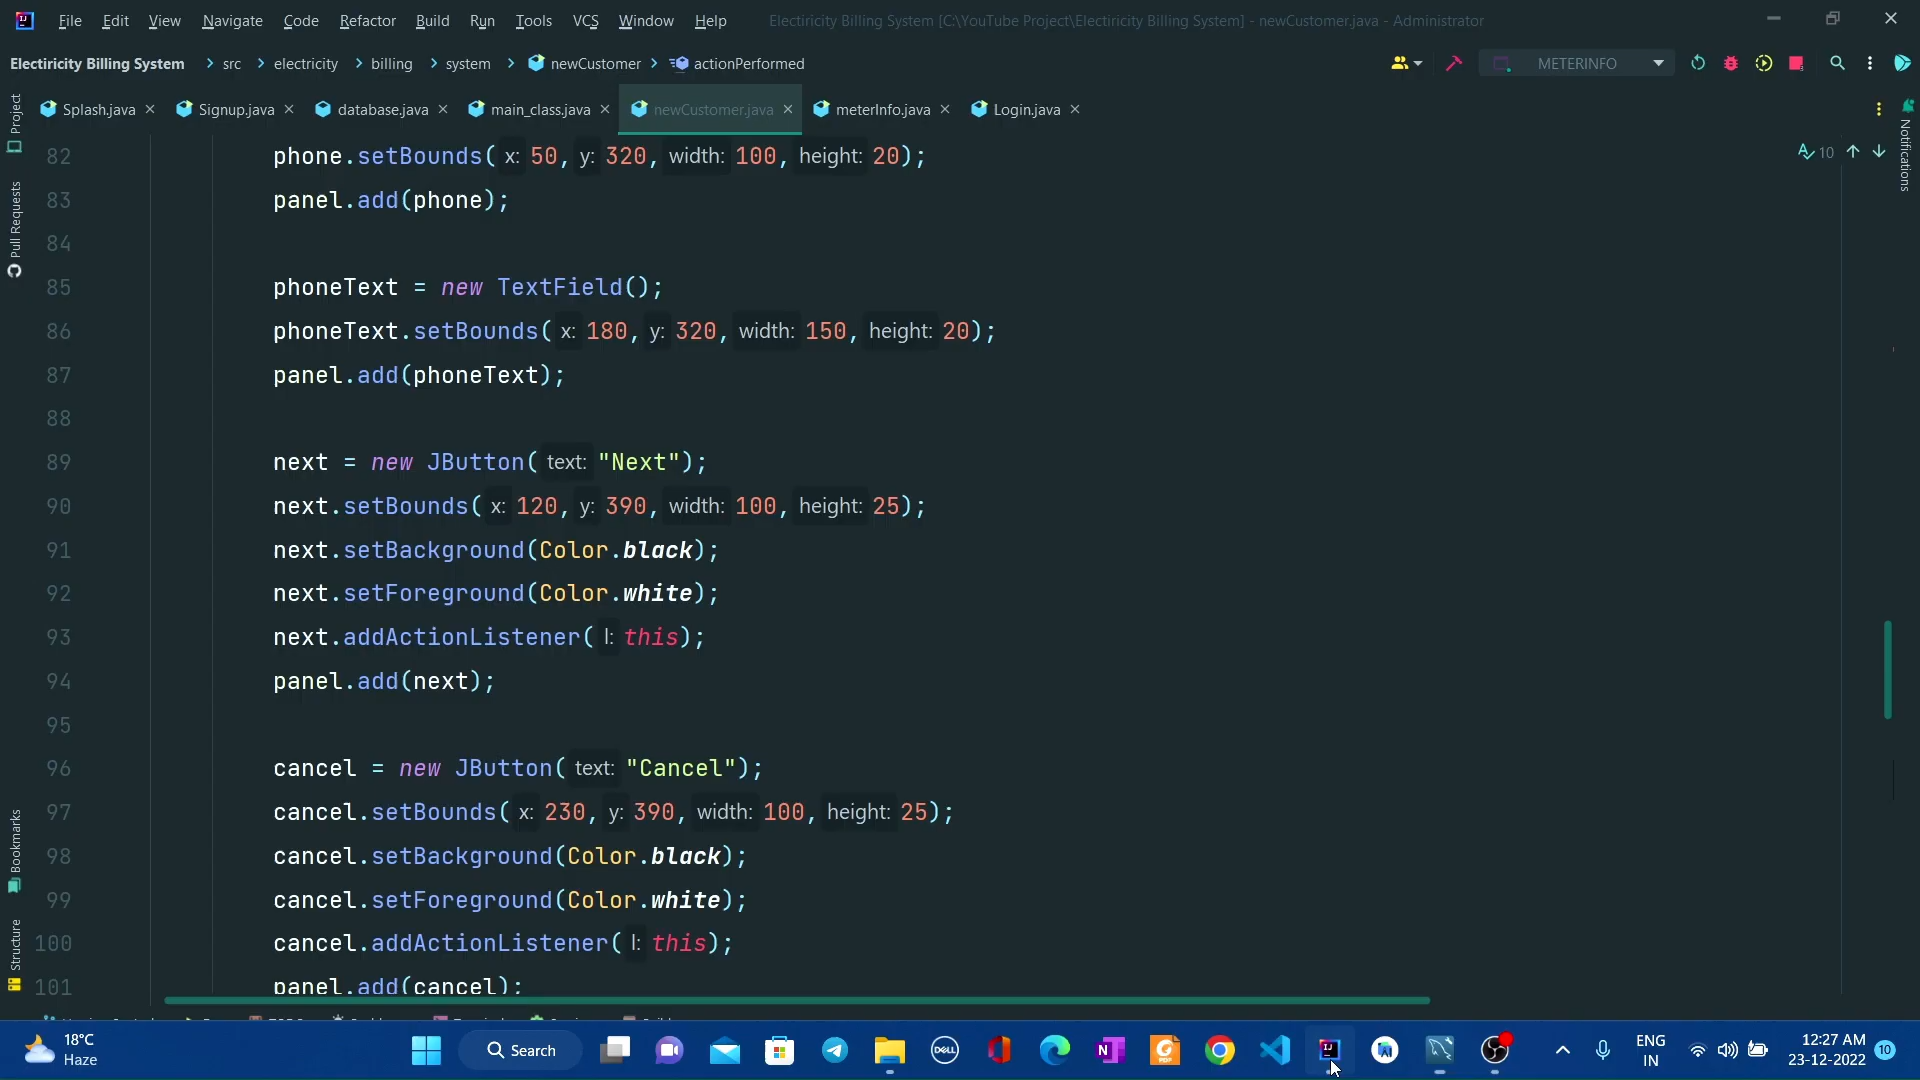 File Edit View Navigate Code Refactor Build Run Tools VCS Window Help Electiricity Billing System [C:\YouTube Project\Electiricity Billing System] - newCustomer.java - Administrator
Electiricity Billing System src electricity billing system newCustomer actionPerformed METERINFO
Splash.java Signup.java database.java main_class.java newCustomer.java meterInfo.java Login.java
Project
Pull Requests
Bookmarks
Structure
Notifications
10
82 phone.setBounds( x: 50, y: 320, width: 100, height: 20);
83 panel.add(phone);
84
85 phoneText = new TextField();
86 phoneText.setBounds( x: 180, y: 320, width: 150, height: 20);
87 panel.add(phoneText);
88
89 next = new JButton( text: "Next");
90 next.setBounds( x: 120, y: 390, width: 100, height: 25);
91 next.setBackground(Color.black);
92 next.setForeground(Color.white);
93 next.addActionListener( l: this);
94 panel.add(next);
95
96 cancel = new JButton( text: "Cancel");
97 cancel.setBounds( x: 230, y: 390, width: 100, height: 25);
98 cancel.setBackground(Color.black);
99 cancel.setForeground(Color.white);
100 cancel.addActionListener( l: this);
101 panel.add(cancel);
18°C
Haze
Search
DELL
ENG
IN
12:27 AM
23-12-2022
10